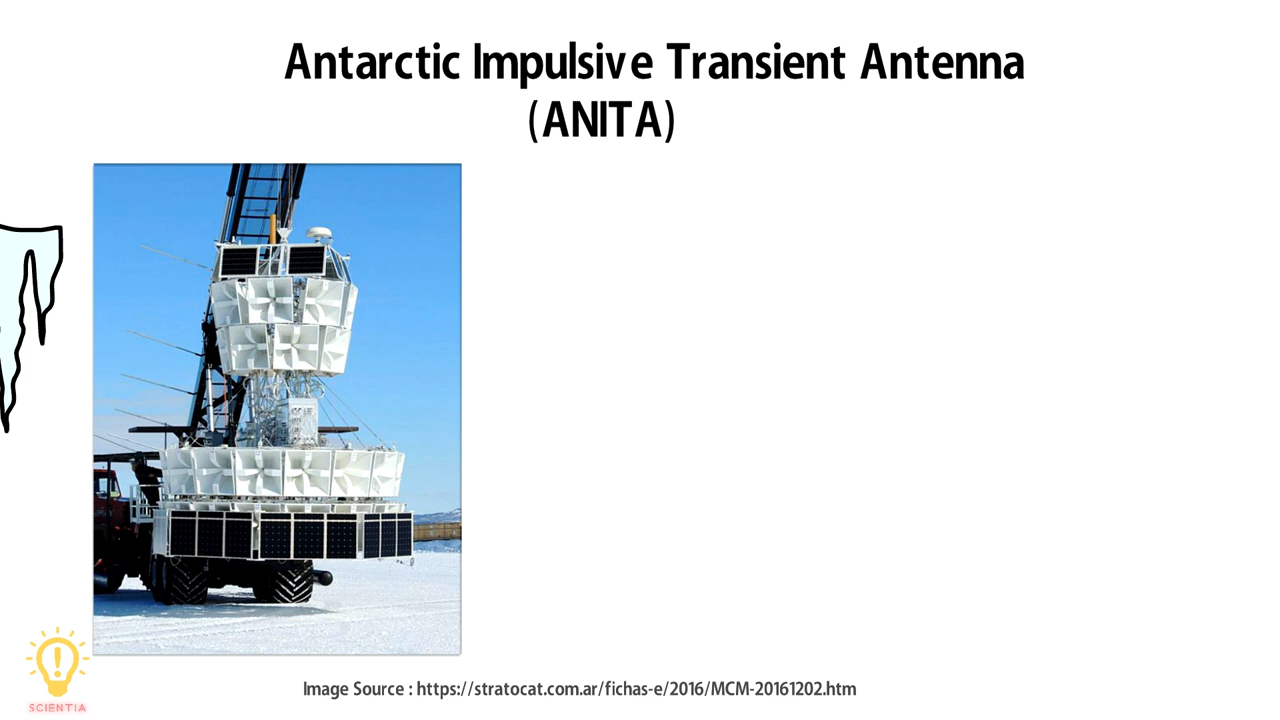 Antarctic Impulsive Transient Antenna
(ANITA)
SCIENTIA
Image Source : https://stratocat.com.ar/fichas-e/2016/MCM-20161202.htm